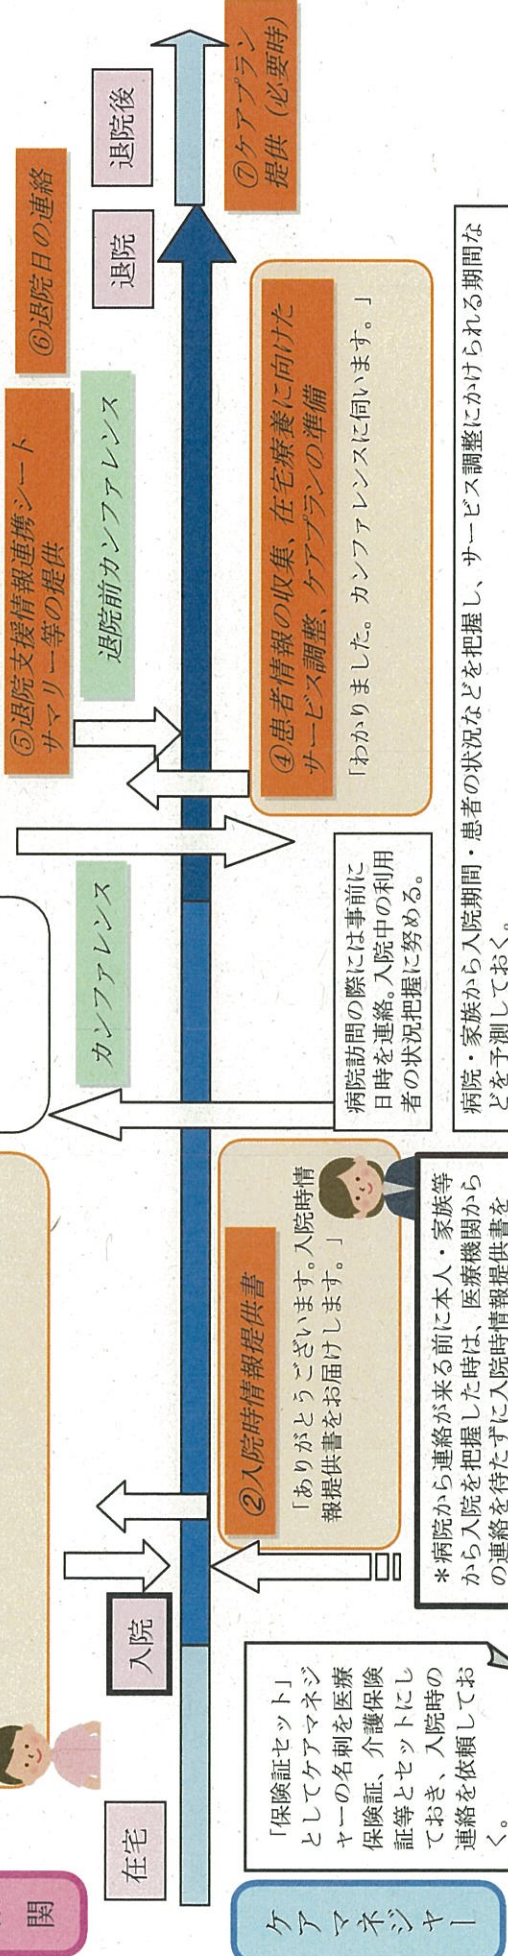 関
在宅
入院
カンファレンス
⑤退院支援情報連携シート
サマリー等の提供
退院前カンファレンス
⑥退院日の連絡
退院
退院後
ケアマネジャー
「保険証セット」
としてケアマネジ
ャーの名刺を医療
保険証、介護保険
証等とセットにし
ておき、入院時の
連絡を依頼してお
く。
②入院時情報提供書
「ありがとうございます。入院時情
報提供書をお届けします。」
＊病院から連絡が来る前に本人・家族等
から入院を把握した時は、医療機関から
の連絡を待たずに入院時情報提供書を
病院訪問の際には事前に
日時を連絡。入院中の利用
者の状況把握に努める。
④患者情報の収集、在宅療養に向けた
サービス調整、ケアプランの準備
「わかりました。カンファレンスに伺います。」
⑦ケアプラン
提供（必要時）
病院・家族から入院期間・患者の状況などを把握し、サービス調整にかけられる期間な
どを予測しておく。